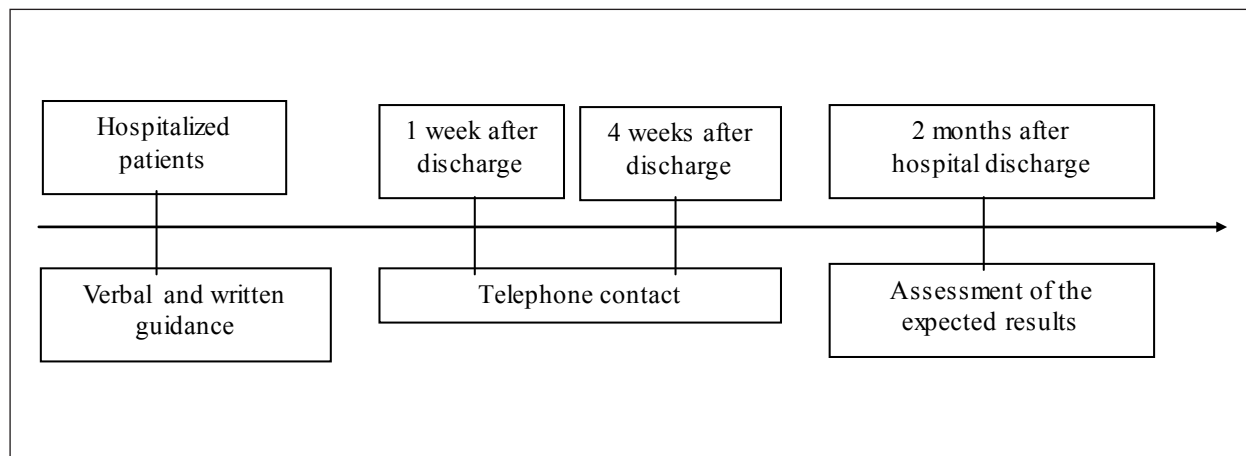 Hospitalized
patients
1 week after
discharge
4 weeks after
discharge
2 months after
hospital discharge
Verbal and written
guidance
Telephone contact
Assessment of the
expected results